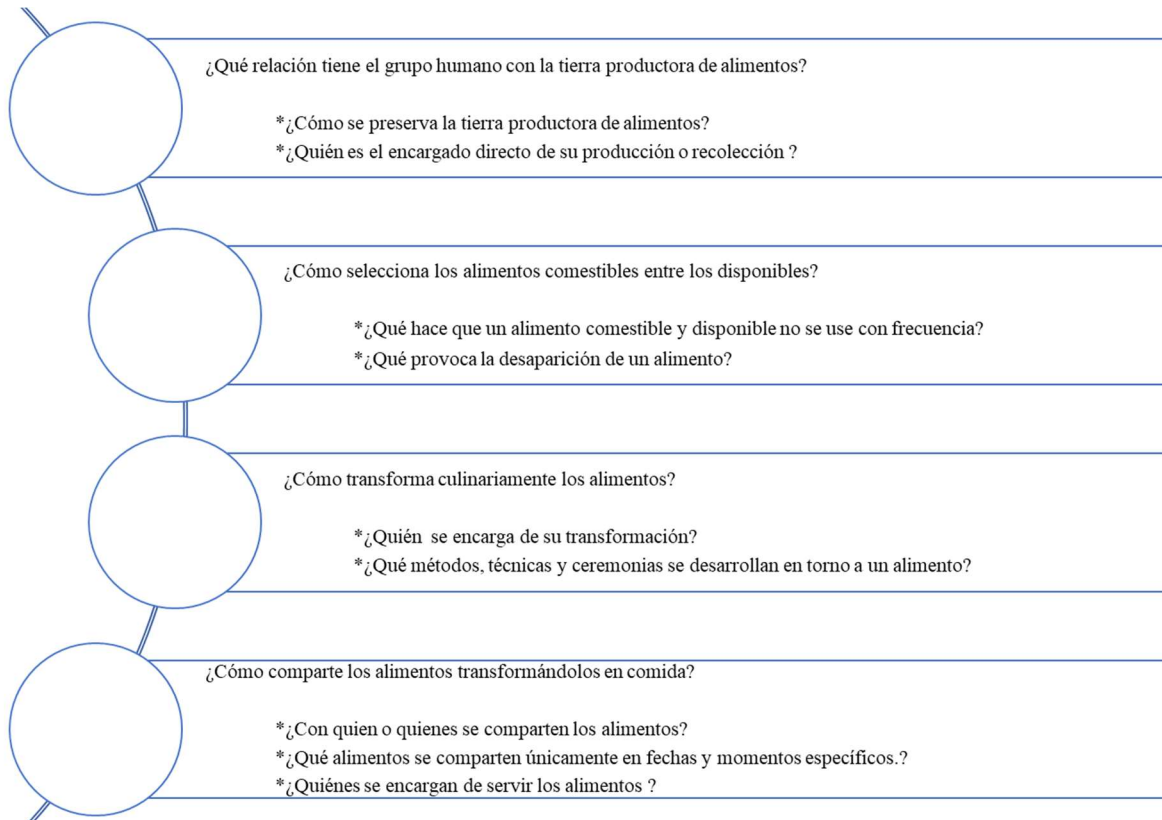 ¿Qué relación tiene el grupo humano con la tierra productora de alimentos?
*¿Cómo se preserva la tierra productora de alimentos?
*¿Quién es el encargado directo de su producción o recolección ?
¿Cómo selecciona los alimentos comestibles entre los disponibles?
*¿Qué hace que un alimento comestible y disponible no se use con frecuencia?
*¿Qué provoca la desaparición de un alimento?
¿Cómo transforma culinariamente los alimentos?
*¿Quién se encarga de su transformación?
*¿Qué métodos, técnicas y ceremonias se desarrollan en torno a un alimento?
¿Cómo comparte los alimentos transformándolos en comida?
*¿Con quien o quienes se comparten los alimentos?
*¿Qué alimentos se comparten únicamente en fechas y momentos específicos.?
*¿Quiénes se encargan de servir los alimentos ?